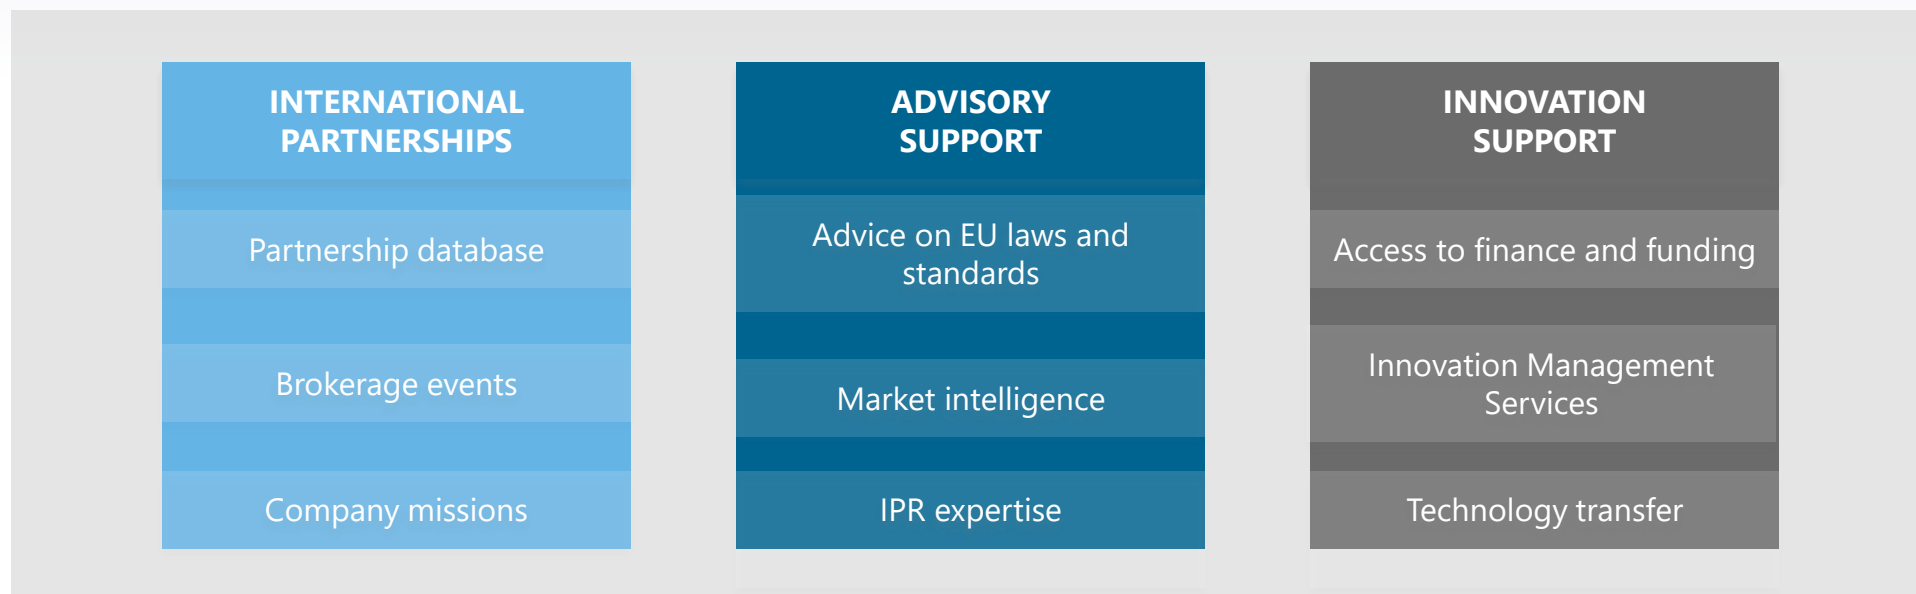 INTERNATIONAL
PARTNERSHIPS
Partnership database
Brokerage events
Company missions
ADVISORY
SUPPORT
Advice on EU laws and
standards
Market intelligence
IPR expertise
INNOVATION
SUPPORT
Access to finance and funding
Innovation Management
Services
Technology transfer